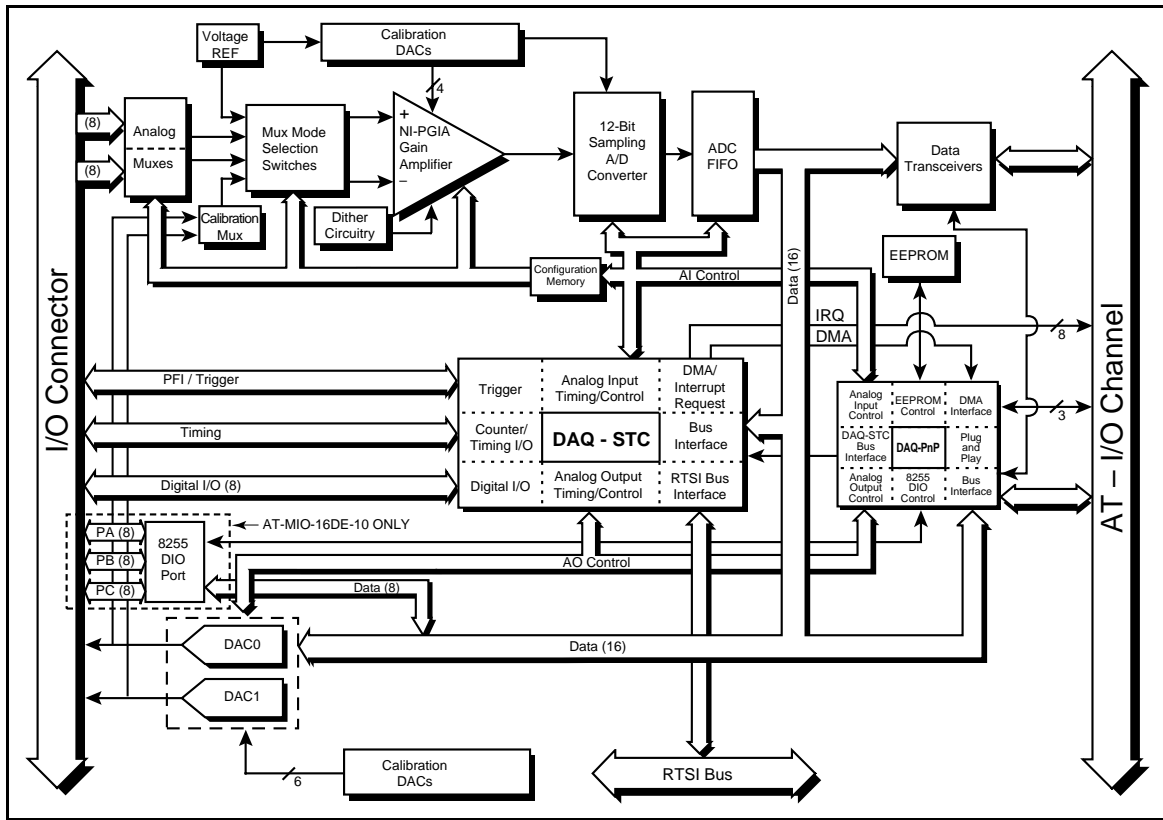 Voltage
REF
Calibration
DACs
4
(8)
(8)
Analog
Muxes
Mux Mode
Selection
Switches
+
NI-PGIA
Gain
Amplifier
–
12-Bit
Sampling
A/D
Converter
ADC
FIFO
Data
Transceivers
Calibration
Mux
Dither
Circuitry
EEPROM
Configuration
Memory
AI Control
Data (16)
IRQ
DMA
8
3
I/O Connector
AT – I/O Channel
PFI / Trigger
Timing
Digital I/O (8)
Trigger
Analog Input
Timing/Control
DMA/
Interrupt
Request
Counter/
Timing I/O
DAQ - STC
Bus
Interface
Digital I/O
Analog Output
Timing/Control
RTSI Bus
Interface
Analog
Input
Control
EEPROM
Control
DMA
Interface
DAQ-STC
Bus
Interface
DAQ-PnP
Plug
and
Play
Analog
Output
Control
8255
DIO
Control
Bus
Interface
AT-MIO-16DE-10 ONLY
PA (8)
PB (8)
PC (8)
8255
DIO
Port
AO Control
Data (8)
DAC0
DAC1
Data (16)
6
Calibration
DACs
RTSI Bus